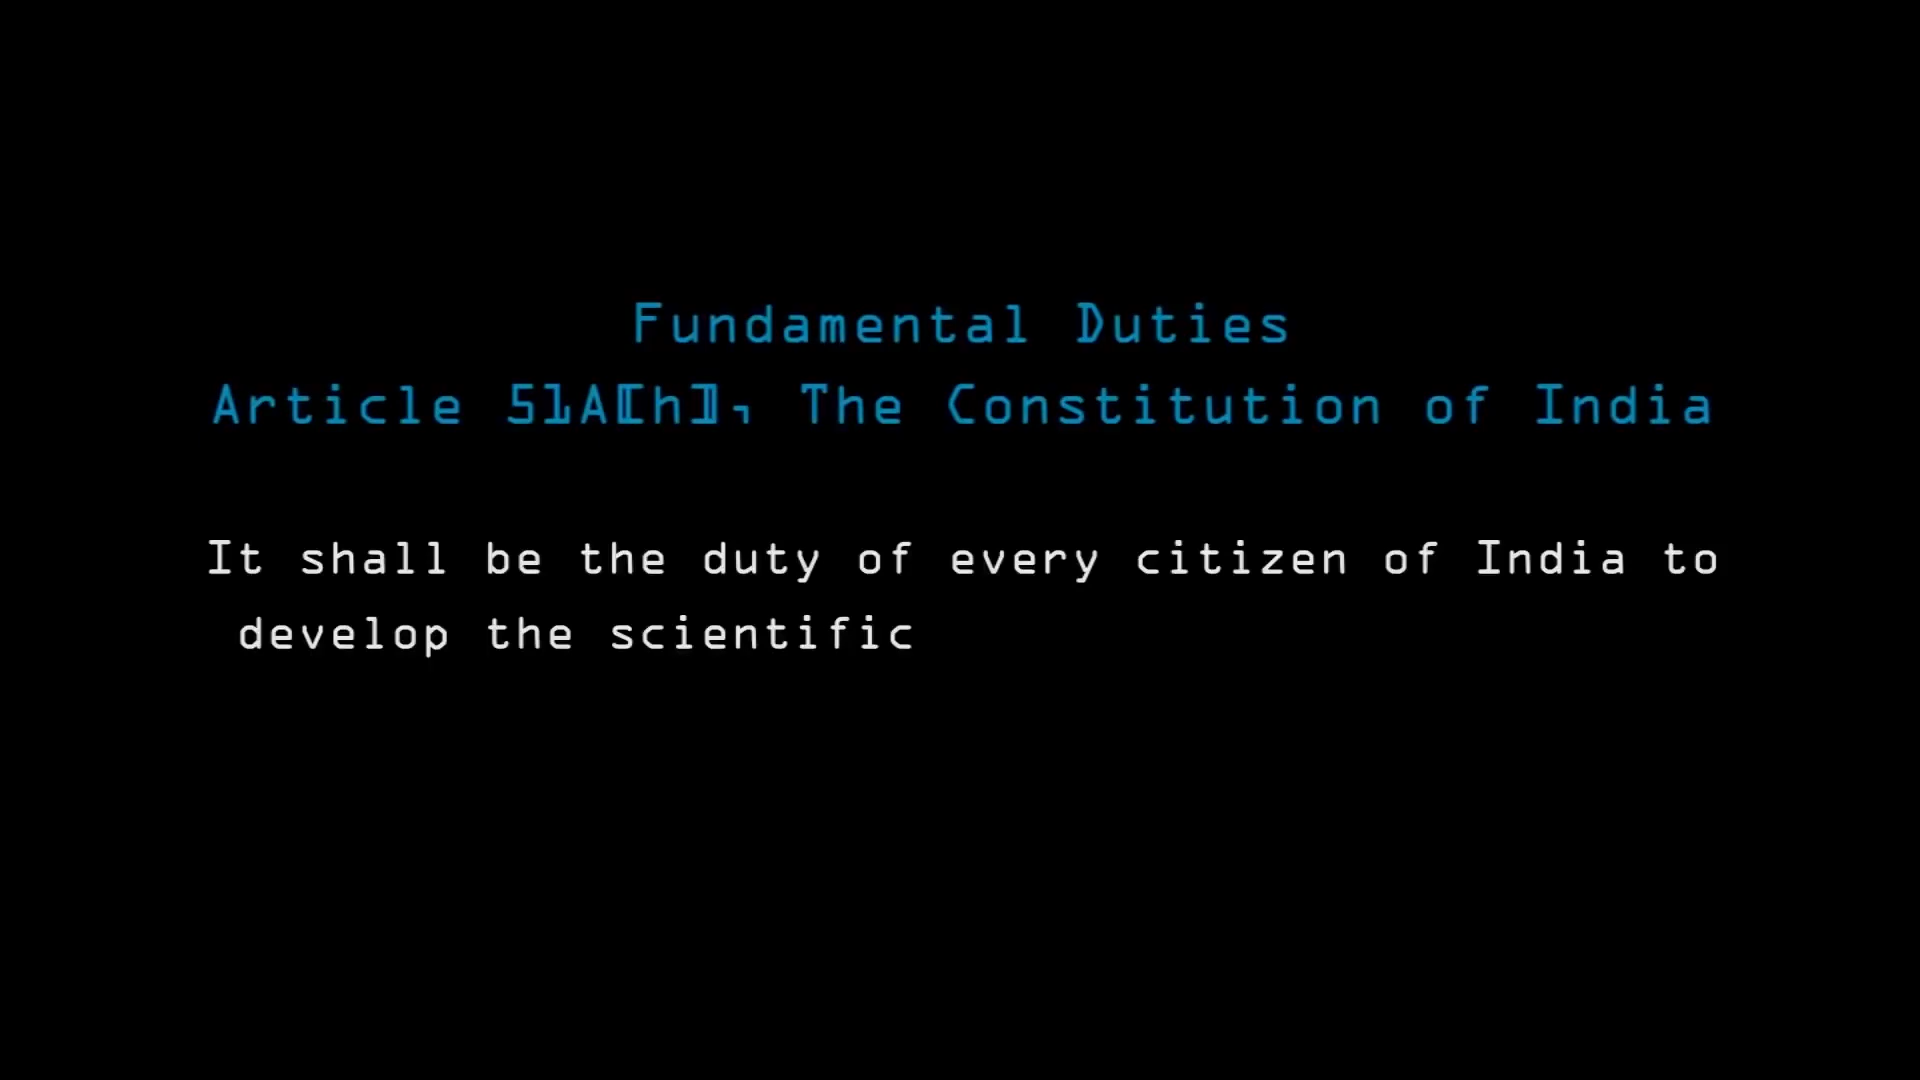 Fundamental Duties
Article 51A[h], The Constitution of India
It shall be the duty of every citizen of India to
develop the scientific